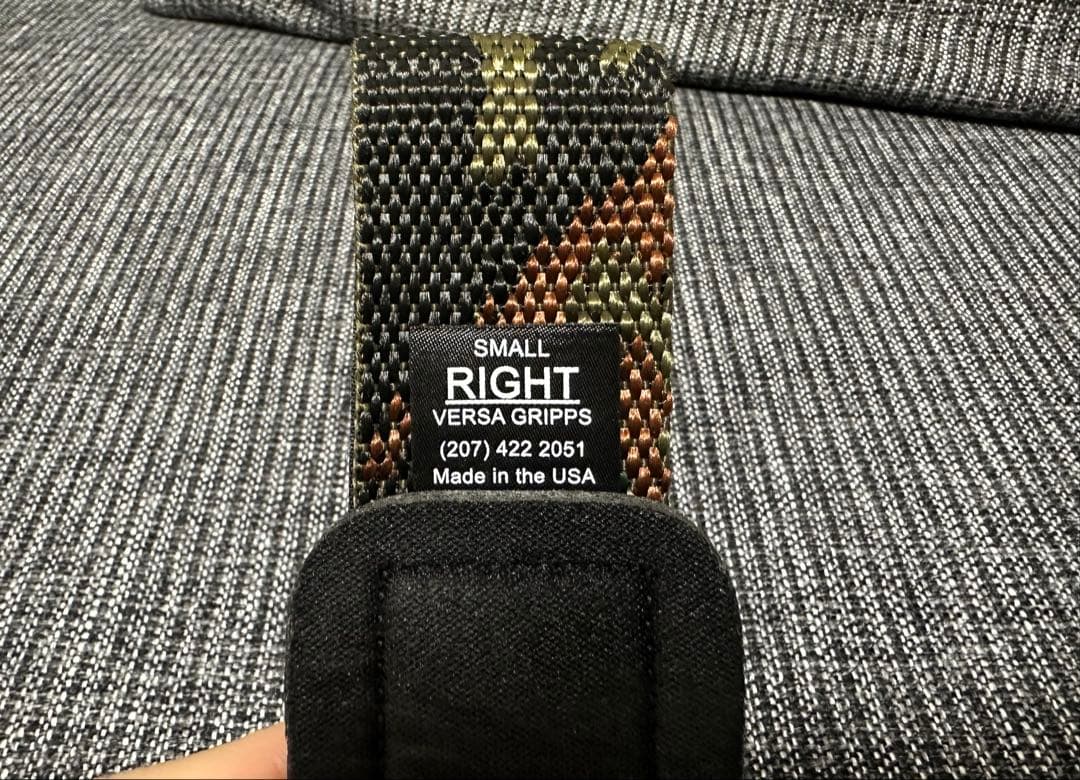 SMALL
RIGHT
VERSA GRIPPS
(207) 422 2051
Made in the USA